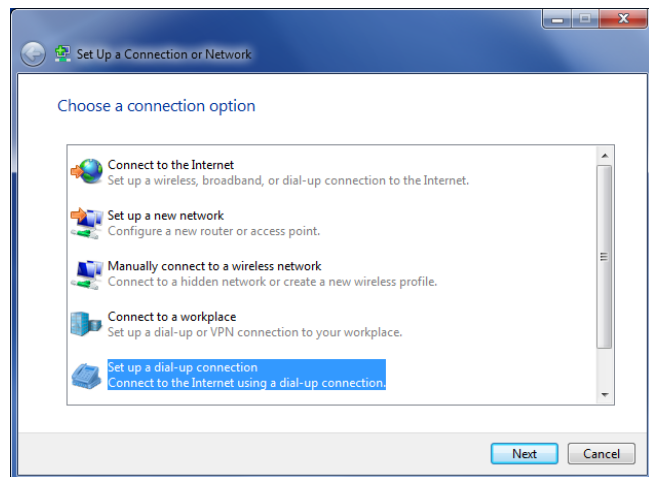 Set Up a Connection or Network
Choose a connection option
Connect to the Internet
Set up a wireless, broadband, or dial-up connection to the Internet.
Set up a new network
Configure a new router or access point.
Manually connect to a wireless network
Connect to a hidden network or create a new wireless profile.
Connect to a workplace
Set up a dial-up or VPN connection to your workplace.
Set up a dial-up connection
Connect to the Internet using a dial-up connection.
Next Cancel